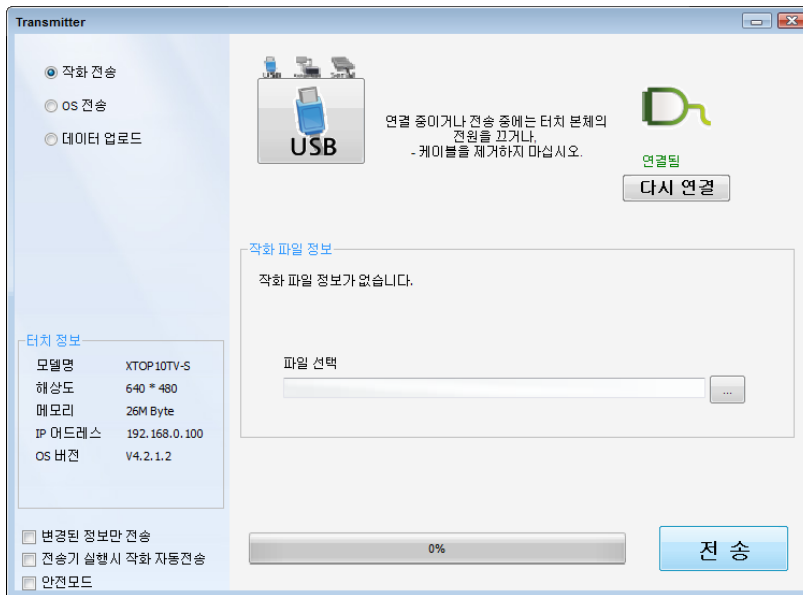 Transmitter
작화 전송
OS 전송
데이터 업로드
USB
USB
연결 중이거나 전송 중에는 터치 본체의
전원을 끄거나,
- 케이블을 제거하지 마십시오.
연결됨
다시 연결
작화 파일 정보
작화 파일 정보가 없습니다.
파일 선택
...
터치 정보
모델명 XTOP10TV-S
해상도 640 * 480
메모리 26M Byte
IP 어드레스 192.168.0.100
OS 버전 V4.2.1.2
변경된 정보만 전송
전송기 실행시 작화 자동전송
안전모드
0%
전 송